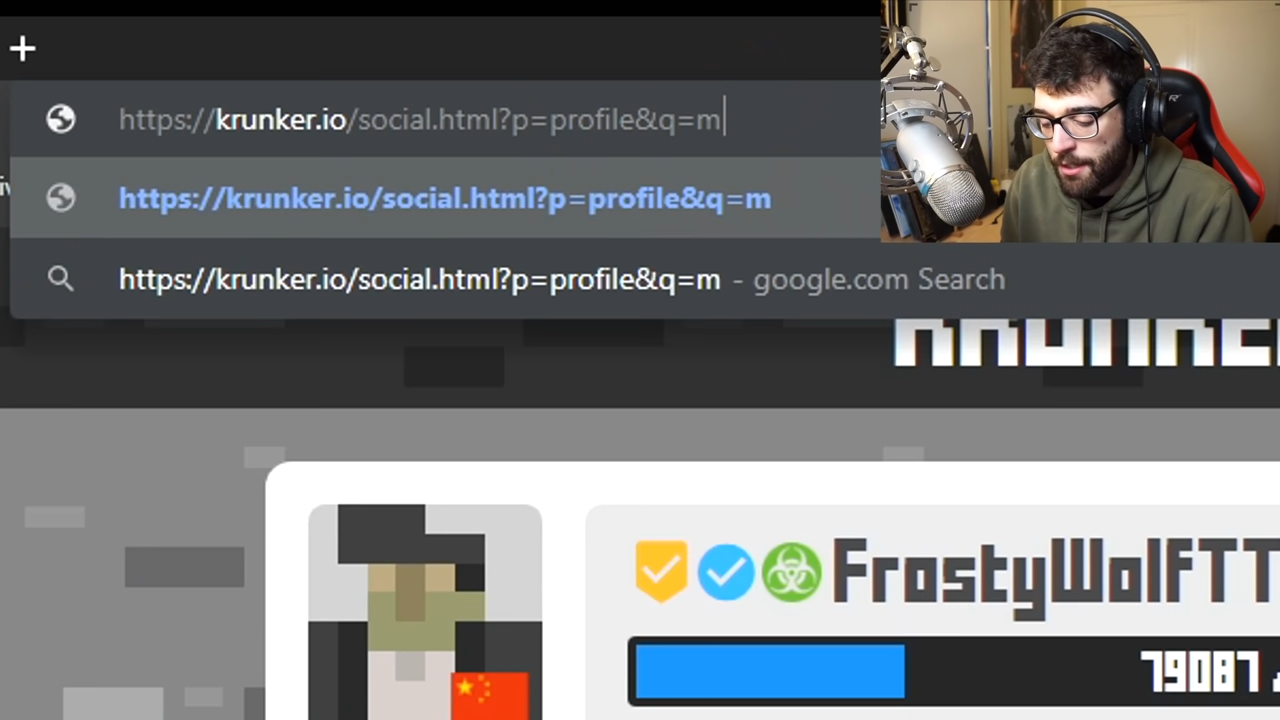 https://krunker.io/social.html?p=profile&q=m
https://krunker.io/social.html?p=profile&q=m
https://krunker.io/social.html?p=profile&q=m - google.com Search
FrostyWolfTT
79087